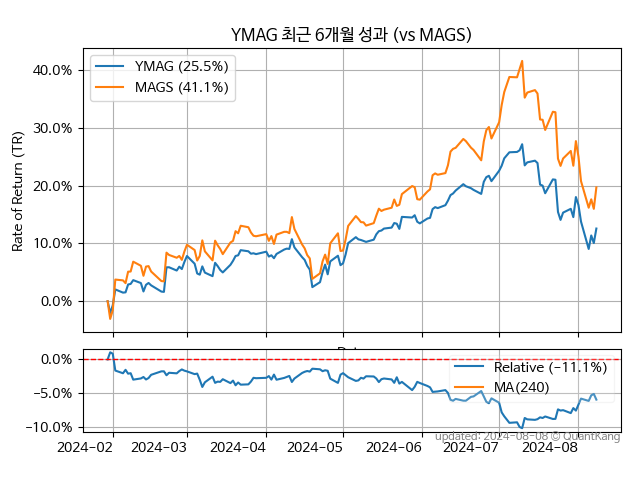 YMAG 최근 6개월 성과 (vs MAGS)
YMAG (25.5%)
MAGS (41.1%)
Rate of Return (TR)
40.0%
30.0%
20.0%
10.0%
0.0%
0.0%
−5.0%
−10.0%
Relative (−11.1%)
MA(240)
2024-02 2024-03 2024-04 2024-05 2024-06 2024-07 2024-08
updated: 2024-08-08 © QuantKang